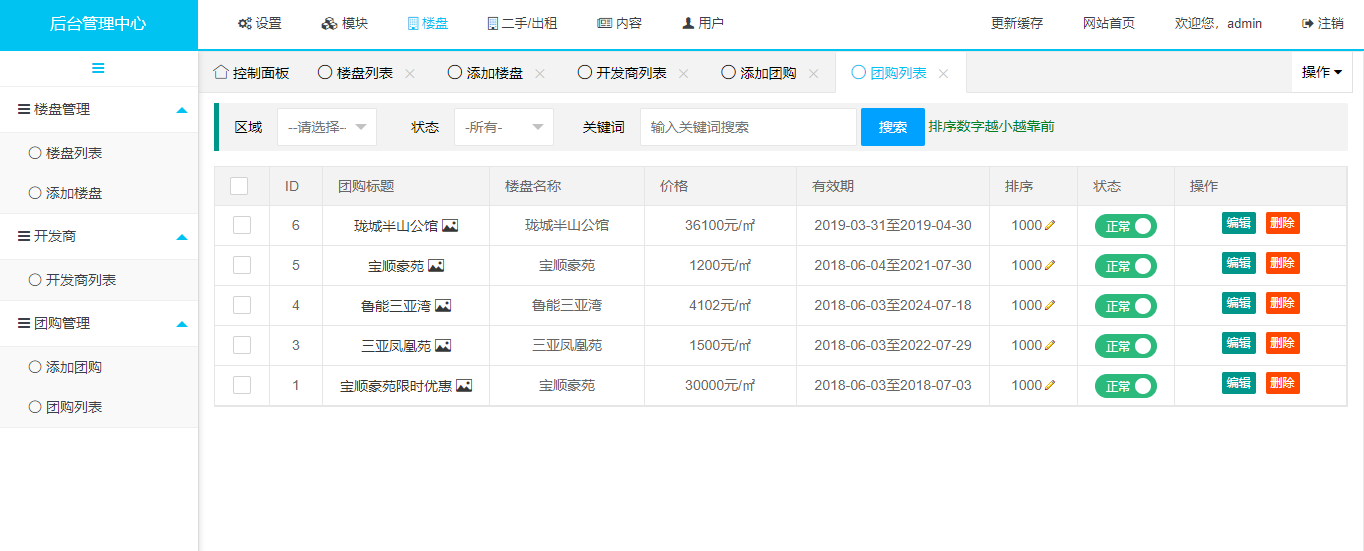 后台管理中心 设置 模块 楼盘 二手/出租 内容 用户 更新缓存 网站首页 欢迎您，admin 注销
控制面板 楼盘列表 添加楼盘 开发商列表 添加团购 团购列表 操作
楼盘管理
楼盘列表
添加楼盘
开发商
开发商列表
团购管理
添加团购
团购列表
区域 --请选择-- 状态 -所有- 关键词 输入关键词搜索 搜索 排序数字越小越靠前
ID 团购标题 楼盘名称 价格 有效期 排序 状态 操作
6 珑城半山公馆 珑城半山公馆 36100元/㎡ 2019-03-31至2019-04-30 1000 正常 编辑 删除
5 宝顺豪苑 宝顺豪苑 1200元/㎡ 2018-06-04至2021-07-30 1000 正常 编辑 删除
4 鲁能三亚湾 鲁能三亚湾 4102元/㎡ 2018-06-03至2024-07-18 1000 正常 编辑 删除
3 三亚凤凰苑 三亚凤凰苑 1500元/㎡ 2018-06-03至2022-07-29 1000 正常 编辑 删除
1 宝顺豪苑限时优惠 宝顺豪苑 30000元/㎡ 2018-06-03至2018-07-03 1000 正常 编辑 删除